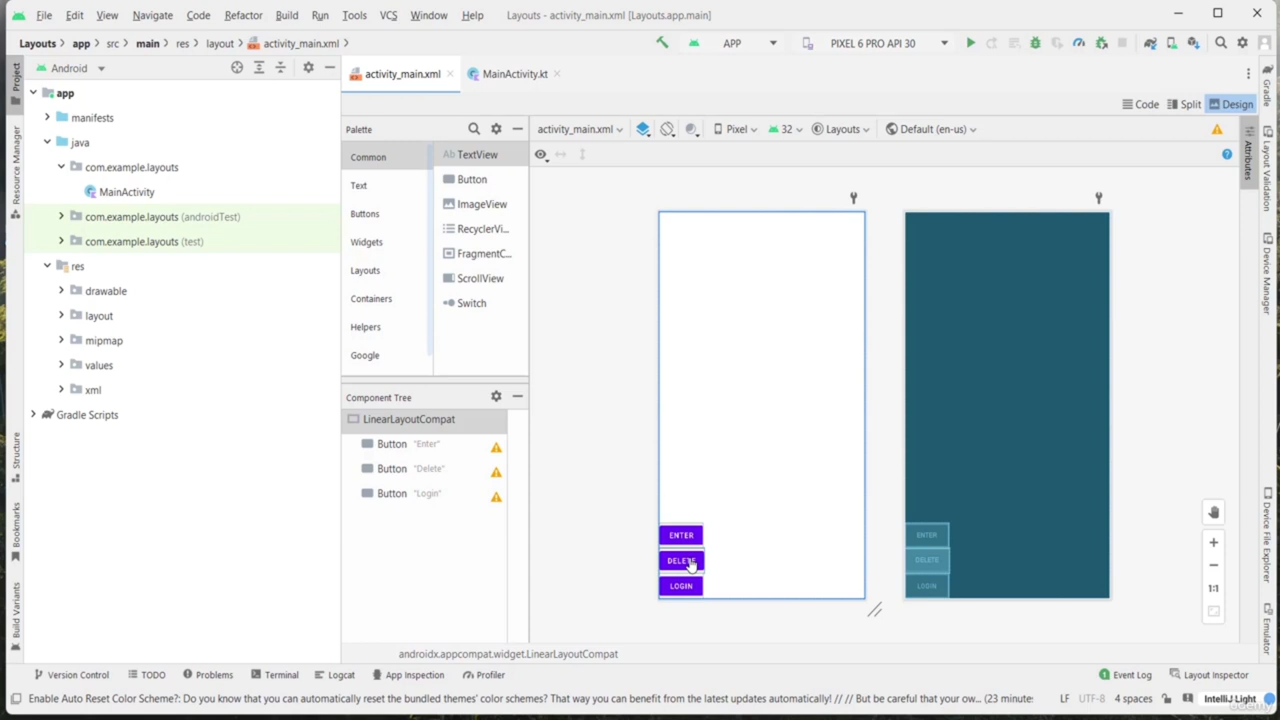 File Edit View Navigate Code Refactor Build Run Tools VCS Window Help Layouts - activity_main.xml [Layouts.app.main]
Layouts app src main res layout activity_main.xml APP PIXEL 6 PRO API 30
Android
activity_main.xml MainActivity.kt
Code Split Design
Project
Resource Manager
Structure
Bookmarks
Build Variants
app
manifests
java
com.example.layouts
MainActivity
com.example.layouts (androidTest)
com.example.layouts (test)
res
drawable
layout
mipmap
values
xml
Gradle Scripts
Palette
Common
Text
Buttons
Widgets
Layouts
Containers
Helpers
Google
Ab TextView
Button
ImageView
RecyclerVi...
FragmentC...
ScrollView
Switch
Component Tree
LinearLayoutCompat
Button "Enter"
Button "Delete"
Button "Login"
activity_main.xml Pixel 32 Layouts Default (en-us)
ENTER
DELETE
LOGIN
ENTER
DELETE
LOGIN
1:1
Attributes
Gradle
Layout Validation
Device Manager
Device File Explorer
Emulator
androidx.appcompat.widget.LinearLayoutCompat
Version Control TODO Problems Terminal Logcat App Inspection Profiler Event Log Layout Inspector
Enable Auto Reset Color Scheme?: Do you know that you can automatically reset the bundled themes' color schemes? That way you can benefit from the latest updates automatically! // // But be careful that your ow... (23 minute: LF UTF-8 4 spaces IntelliJ Light
udemy